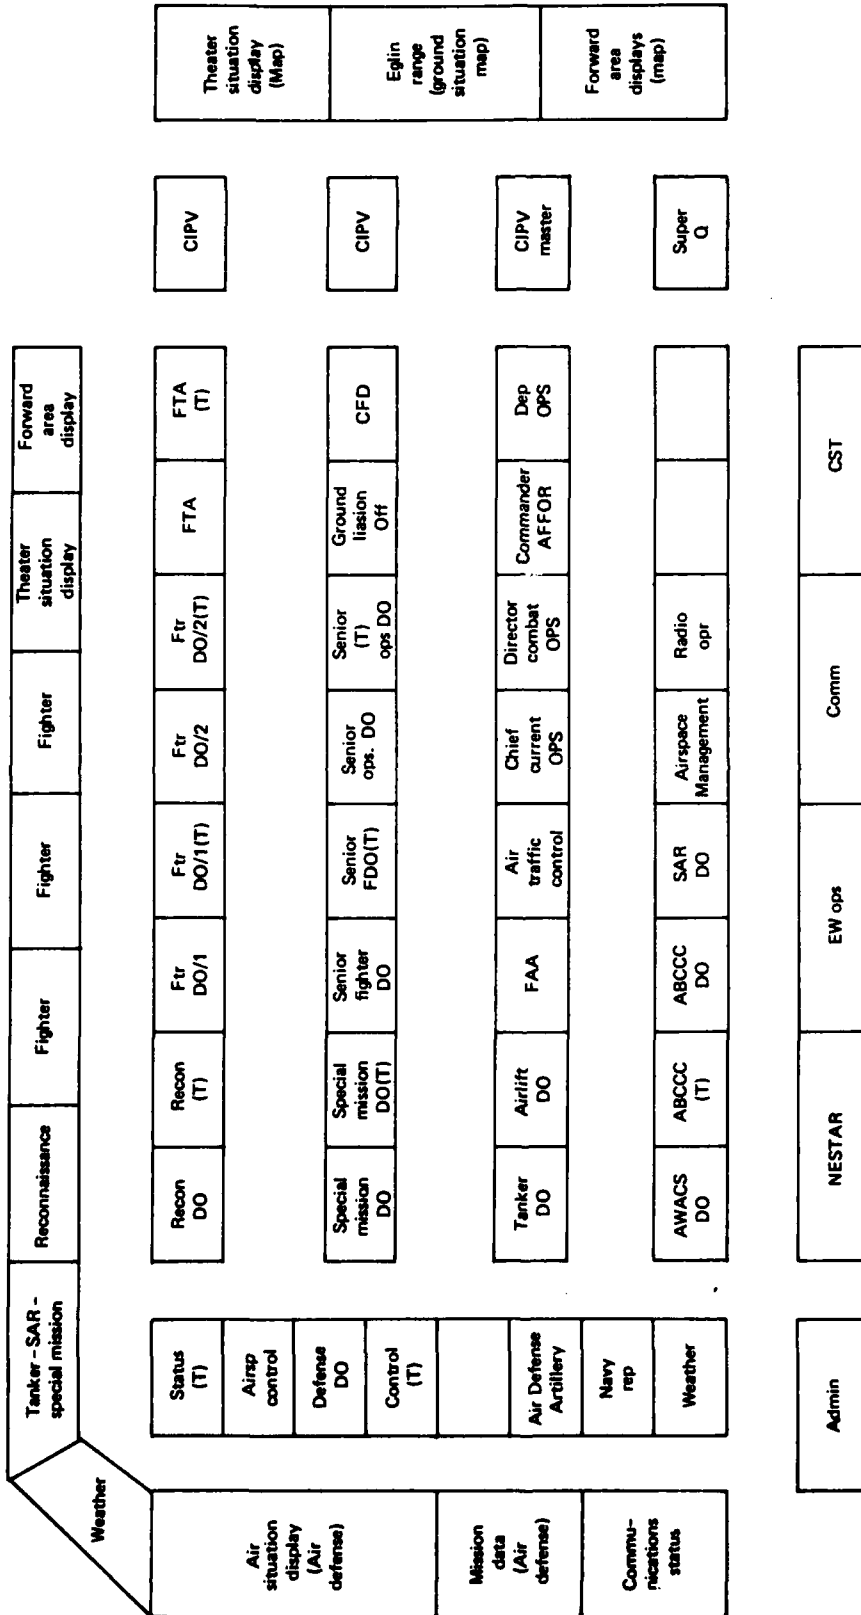 Weather
Tanker – SAR –
special mission
Reconnaissance
Fighter
Fighter
Fighter
Theater
situation
display
Forward
area
display
Air
situation
display
(Air
defense)
Mission
data
(Air
defense)
Commu-
nications
status
Status
(T)
Airsp
control
Defense
DO
Control
(T)
Air Defense
Artillery
Navy
rep
Weather
Recon
DO
Recon
(T)
Ftr
DO/1
Ftr
DO/1(T)
Ftr
DO/2
Ftr
DO/2(T)
FTA
FTA
(T)
Special
mission
DO
Special
mission
DO(T)
Senior
fighter
DO
Senior
FDO(T)
Senior
ops. DO
Senior
(T)
ops DO
Ground
liasion
Off
CFD
Tanker
DO
Airlift
DO
FAA
Air
traffic
control
Chief
current
OPS
Director
combat
OPS
Commander
AFFOR
Dep
OPS
AWACS
DO
ABCCC
(T)
ABCCC
DO
SAR
DO
Airspace
Management
Radio
opr
CIPV
CIPV
CIPV
master
Super
Q
Theater
situation
display
(Map)
Eglin
range
(ground
situation
map)
Forward
area
displays
(map)
Admin
NESTAR
EW ops
Comm
CST